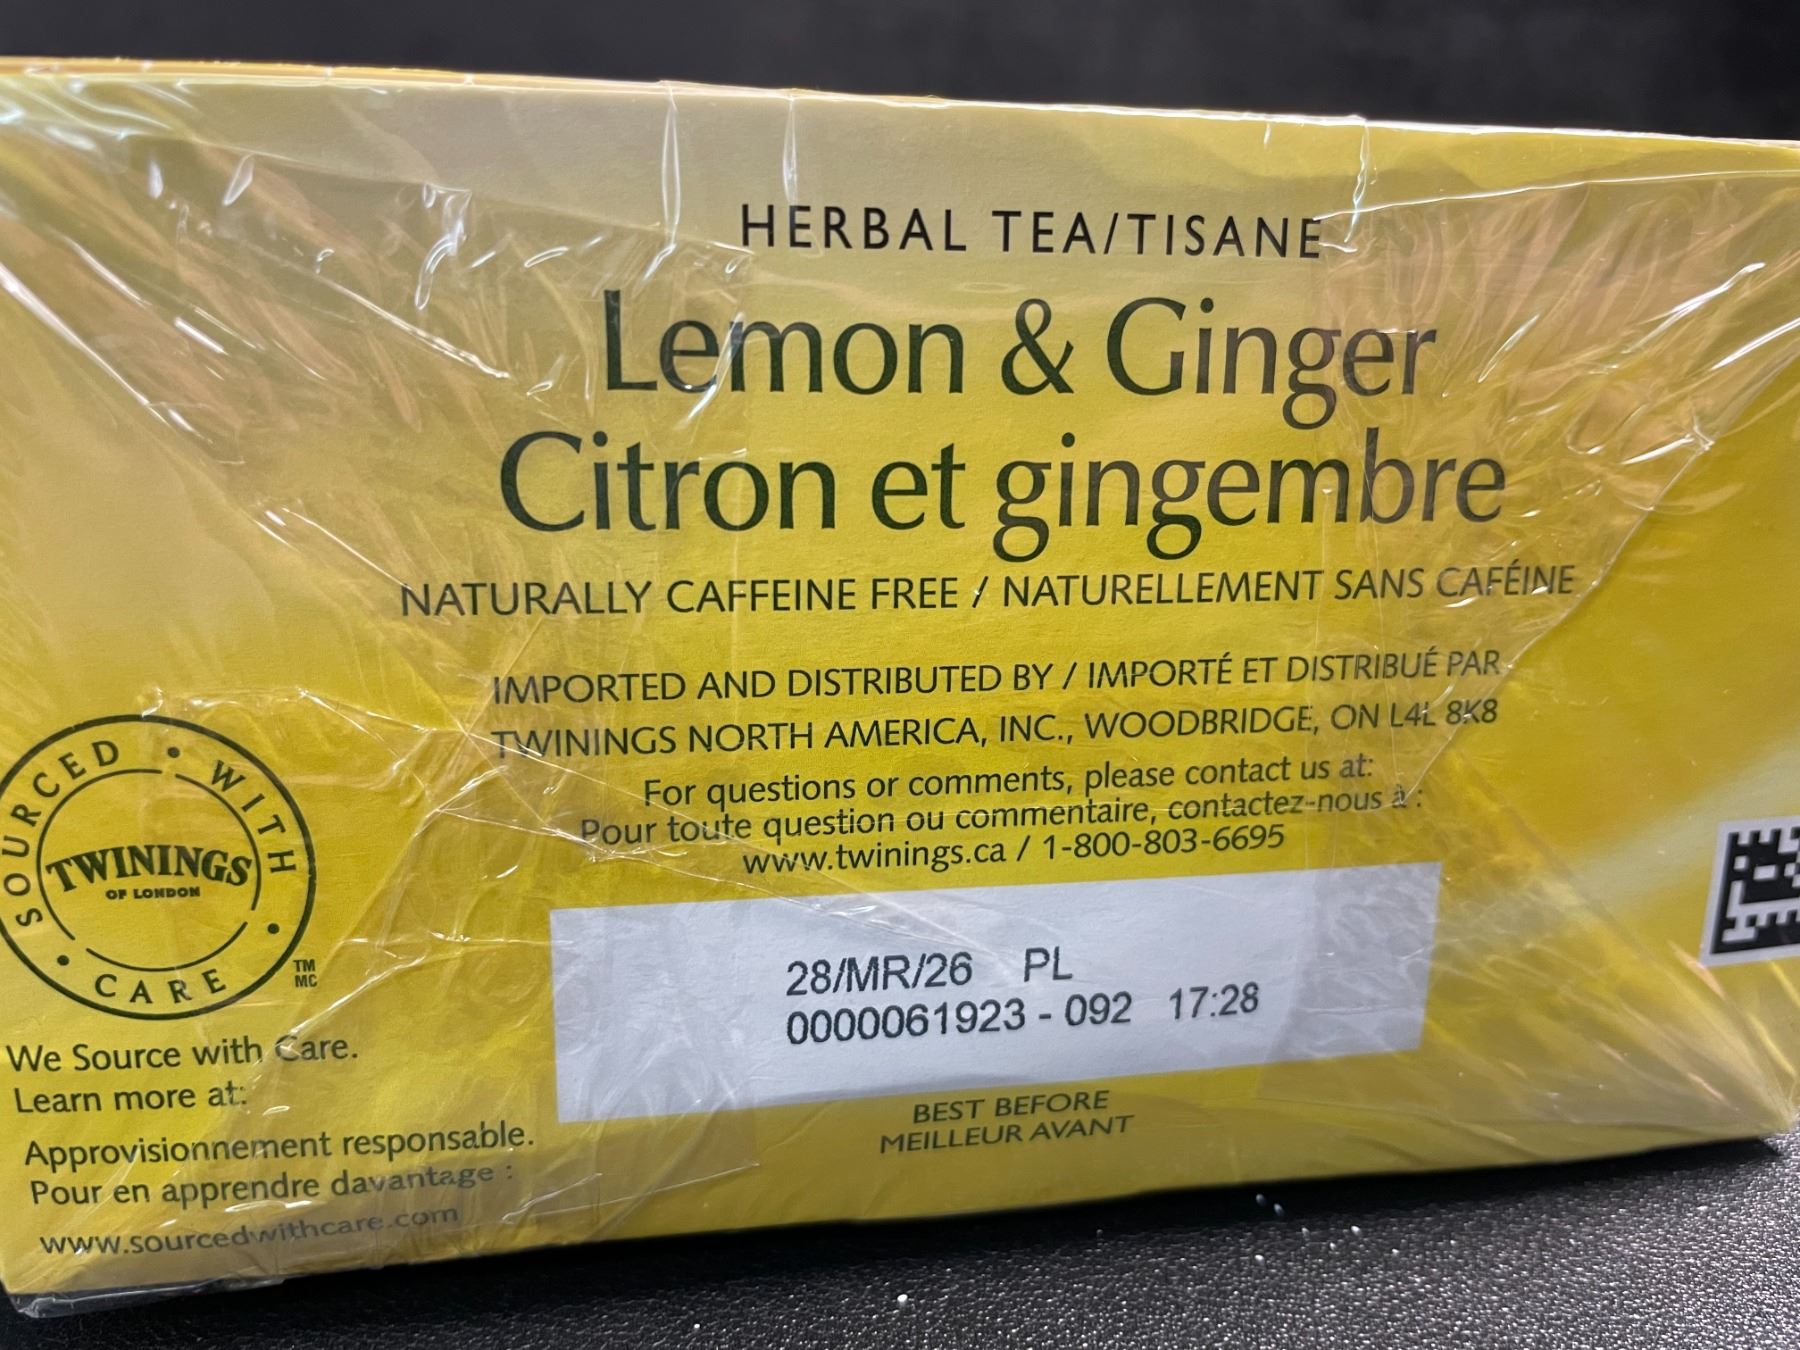 HERBAL TEA/TISANE
Lemon & Ginger
Citron et gingembre
NATURALLY CAFFEINE FREE / NATURELLEMENT SANS CAFÉINE
IMPORTED AND DISTRIBUTED BY / IMPORTÉ ET DISTRIBUÉ PAR
TWININGS NORTH AMERICA, INC., WOODBRIDGE, ON L4L 8K8
For questions or comments, please contact us at:
Pour toute question ou commentaire, contactez-nous à :
www.twinings.ca / 1-800-803-6695
28/MR/26 PL
0000061923 - 092 17:28
BEST BEFORE
MEILLEUR AVANT
SOURCED • WITH • CARE •
TWININGS
OF LONDON
TM
MC
We Source with Care.
Learn more at:
Approvisionnement responsable.
Pour en apprendre davantage :
www.sourcedwithcare.com